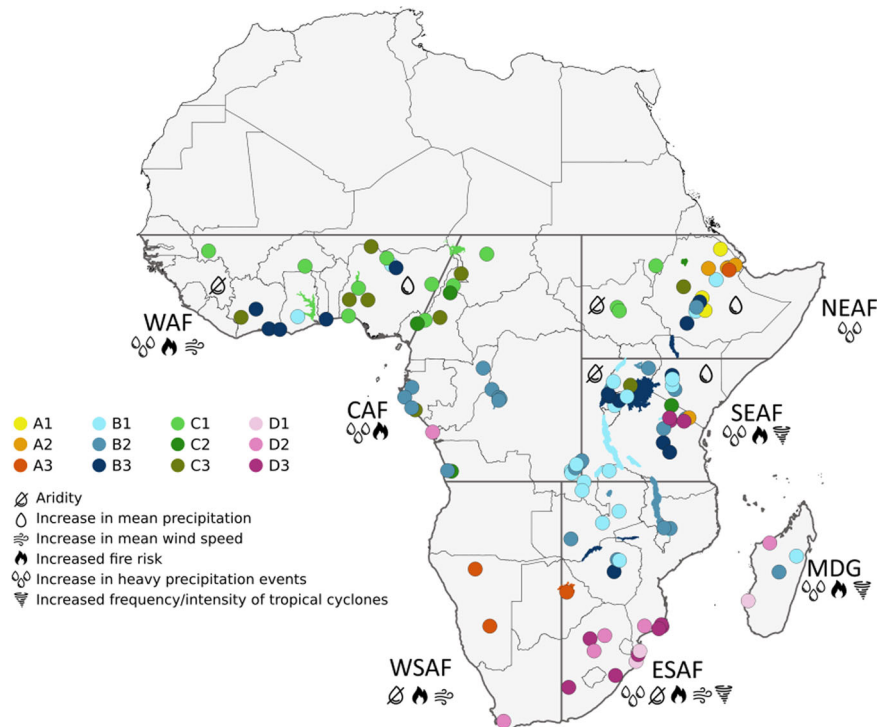 WAF
NEAF
CAF
SEAF
A1 B1 C1 D1
A2 B2 C2 D2
A3 B3 C3 D3
Aridity
Increase in mean precipitation
Increase in mean wind speed
Increased fire risk
Increase in heavy precipitation events
Increased frequency/intensity of tropical cyclones
MDG
WSAF
ESAF